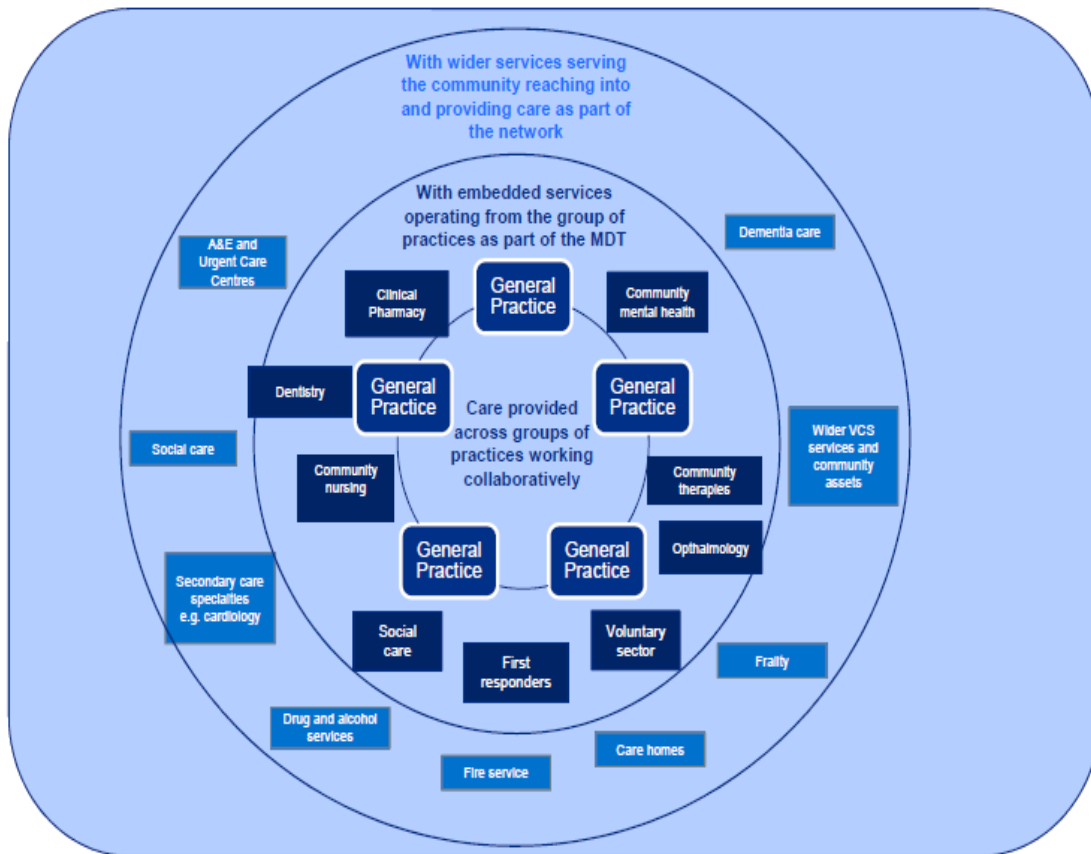 With wider services serving
the community reaching into
and providing care as part of
the network
With embedded services
operating from the group of
practices as part of the MDT
A&E and
Urgent Care
Centres
Dementia care
Clinical
Pharmacy
General
Practice
Community
mental health
Dentistry
General
Practice
General
Practice
Care provided
across groups of
practices working
collaboratively
Social care
Wider VCS
services and
community
assets
Community
nursing
Community
therapies
General
Practice
General
Practice
Opthalmology
Secondary care
specialties
e.g. cardiology
Social
care
First
responders
Voluntary
sector
Frailty
Drug and alcohol
services
Fire service
Care homes